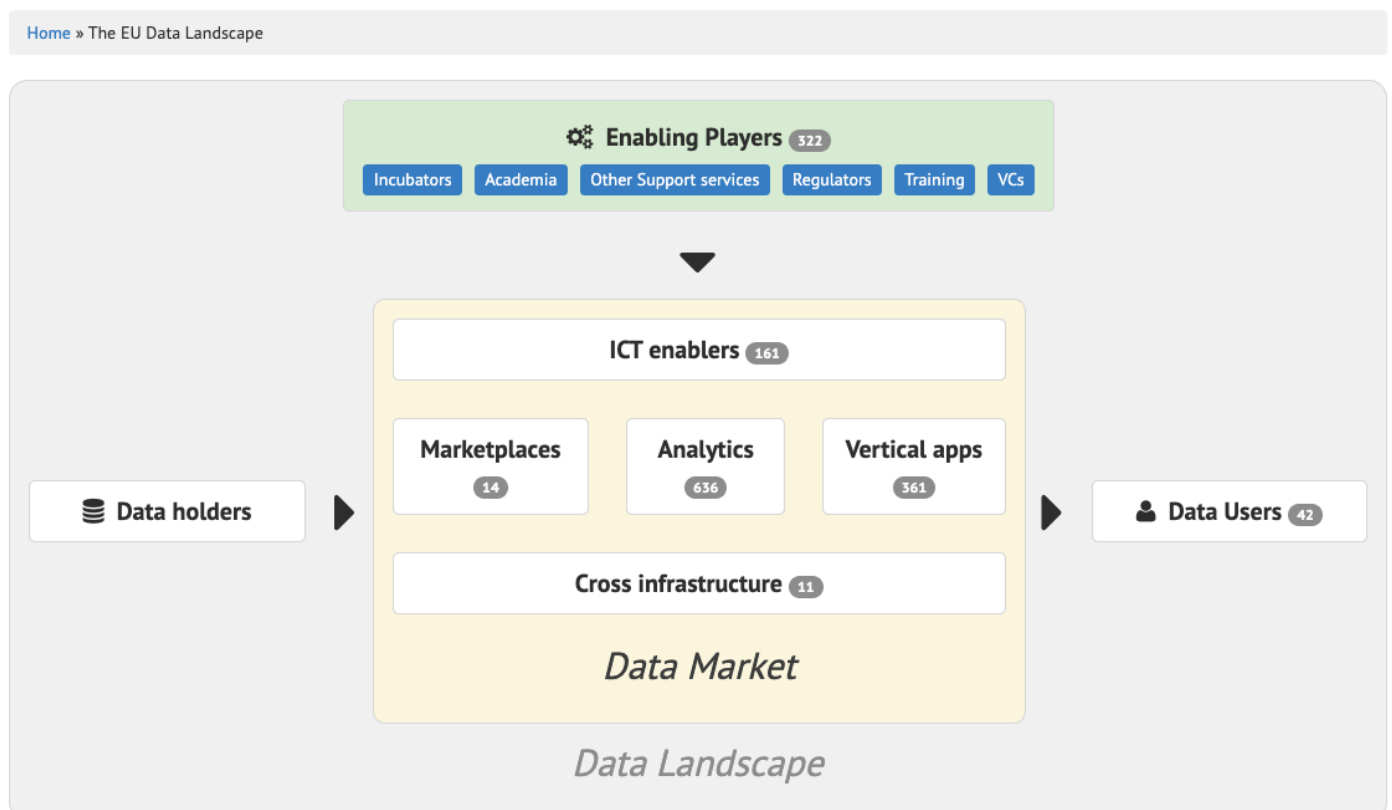 Home » The EU Data Landscape
Enabling Players 322
Incubators Academia Other Support services Regulators Training VCs
ICT enablers 161
Marketplaces Analytics Vertical apps
14 636 361
Data holders
Data Users 42
Cross infrastructure 11
Data Market
Data Landscape